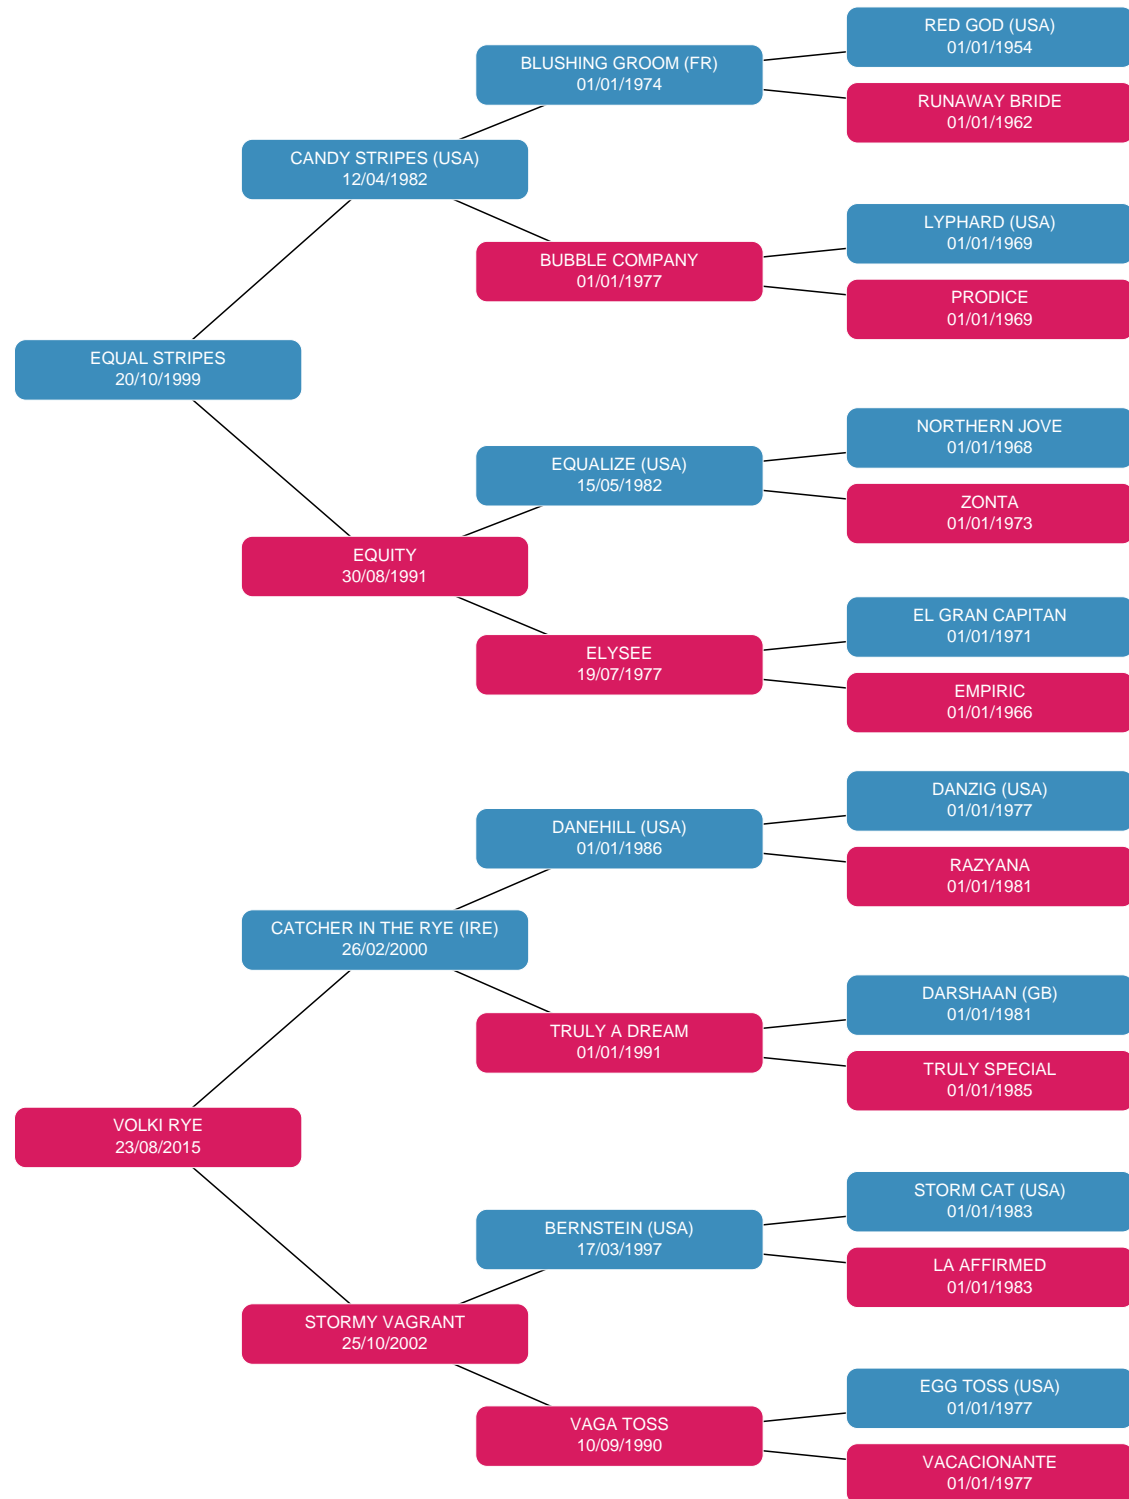 RED GOD (USA)
01/01/1954
BLUSHING GROOM (FR)
01/01/1974
RUNAWAY BRIDE
01/01/1962
CANDY STRIPES (USA)
12/04/1982
LYPHARD (USA)
01/01/1969
BUBBLE COMPANY
01/01/1977
PRODICE
01/01/1969
EQUAL STRIPES
20/10/1999
NORTHERN JOVE
01/01/1968
EQUALIZE (USA)
15/05/1982
ZONTA
01/01/1973
EQUITY
30/08/1991
EL GRAN CAPITAN
01/01/1971
ELYSEE
19/07/1977
EMPIRIC
01/01/1966
DANZIG (USA)
01/01/1977
DANEHILL (USA)
01/01/1986
RAZYANA
01/01/1981
CATCHER IN THE RYE (IRE)
26/02/2000
DARSHAAN (GB)
01/01/1981
TRULY A DREAM
01/01/1991
TRULY SPECIAL
01/01/1985
VOLKI RYE
23/08/2015
STORM CAT (USA)
01/01/1983
BERNSTEIN (USA)
17/03/1997
LA AFFIRMED
01/01/1983
STORMY VAGRANT
25/10/2002
EGG TOSS (USA)
01/01/1977
VAGA TOSS
10/09/1990
VACACIONANTE
01/01/1977